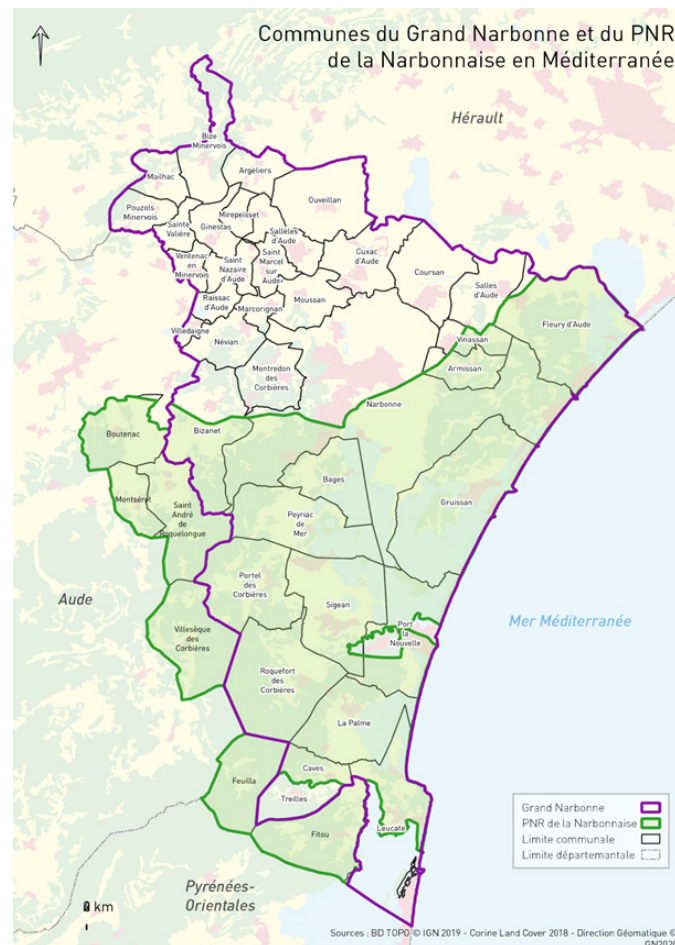 Communes du Grand Narbonne et du PNR
de la Narbonnaise en Méditerranée
Hérault
Bize
Minervois
Mailhac
Argeliers
Pouzols
Minervois
Ouveillan
Mirepeisset
Sainte
Valière
Ginestas
Sallèles
d'Aude
Cuxac
d'Aude
Ventenac
en
Minervois
Saint
Nazaire
d'Aude
Saint
Marcel
sur
Aude
Coursan
Salles
d'Aude
Raissac
d'Aude
Marcorignan
Moussan
Fleury d'Aude
Villedaigne
Névian
Vinassan
Armissan
Montredon
des
Corbières
Narbonne
Boutenac
Bizanet
Bages
Montséret
Saint
André
de
Roquelongue
Gruissan
Peyriac
de
Mer
Portel
des
Corbières
Sigean
Aude
Port
la
Nouvelle
Mer Méditerranée
Villesèque
des
Corbières
Roquefort
des
Corbières
La Palme
Feuilla
Caves
Treilles
Fitou
Leucate
Grand Narbonne
PNR de la Narbonnaise
Limite communale
Limite départemantale
Pyrénées-
Orientales
km
Sources : BD TOPO © IGN 2019 - Corine Land Cover 2018 - Direction Géomatique ©
GN2020